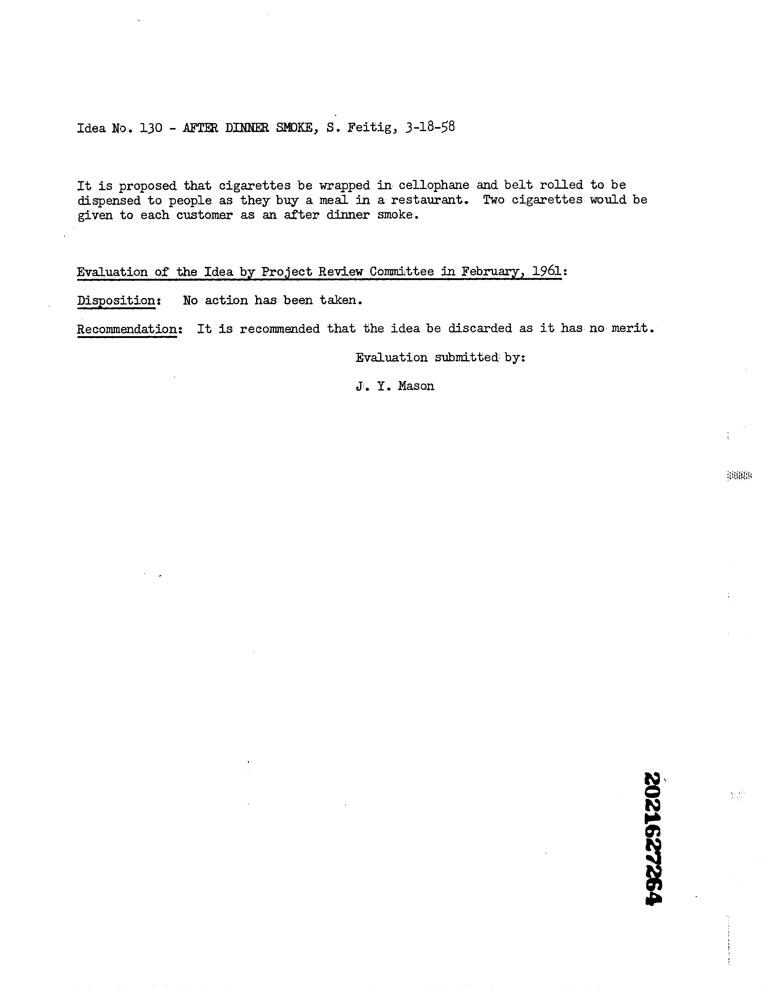 Idea No. 130 - AFTER DINNER SMOKE, S. Feitig, 3-18-58
It is proposed that cigarettes be wrapped in cellophane and belt rolled to be
dispensed to people as they buy a meal in a restaurant. Two cigarettes would be
given to each customer as an after dinner smoke.
Evaluation of the Idea by Project Review Committee in February, 1961:
Disposition: No action has been taken.
Recommendation: It is recommended that the idea be discarded as it has no merit.
Evaluation submitted by:
J. Y. Mason
2021627264